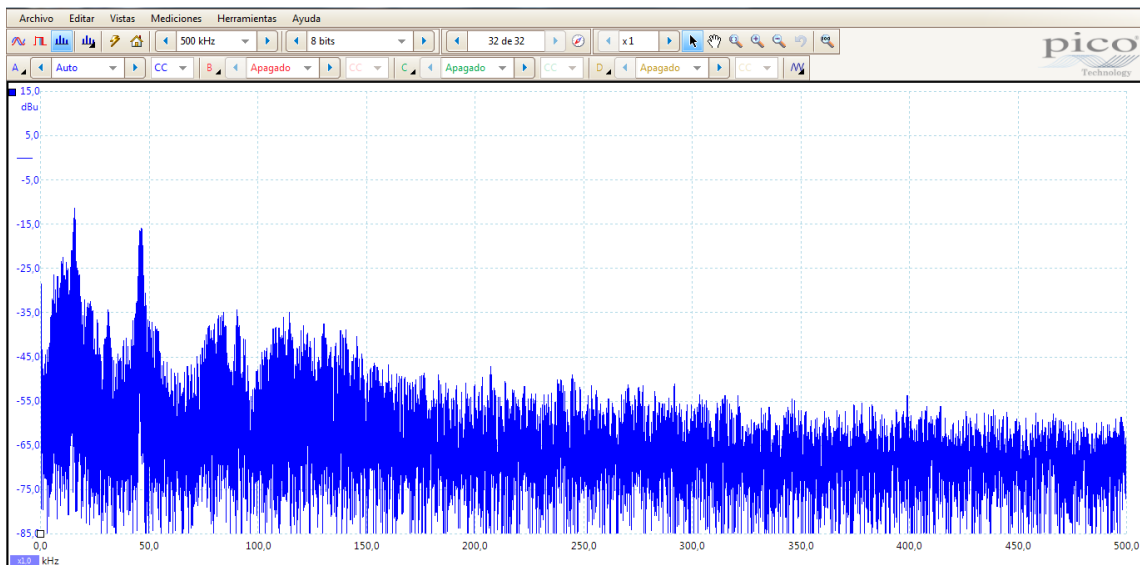 Archivo Editar Vistas Mediciones Herramientas Ayuda
500 kHz 8 bits 32 de 32 x 1
pico
Technology
A Auto CC B Apagado CC C Apagado CC D Apagado CC
15,0
dBu
5,0
-5,0
-15,0
-25,0
-35,0
-45,0
-55,0
-65,0
-75,0
-85,0
0,0 50,0 100,0 150,0 200,0 250,0 300,0 350,0 400,0 450,0 500,0
x1.0 kHz